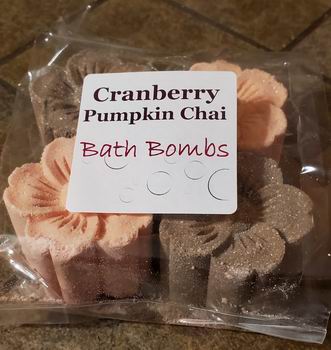 Cranberry
Pumpkin Chai
Bath Bombs